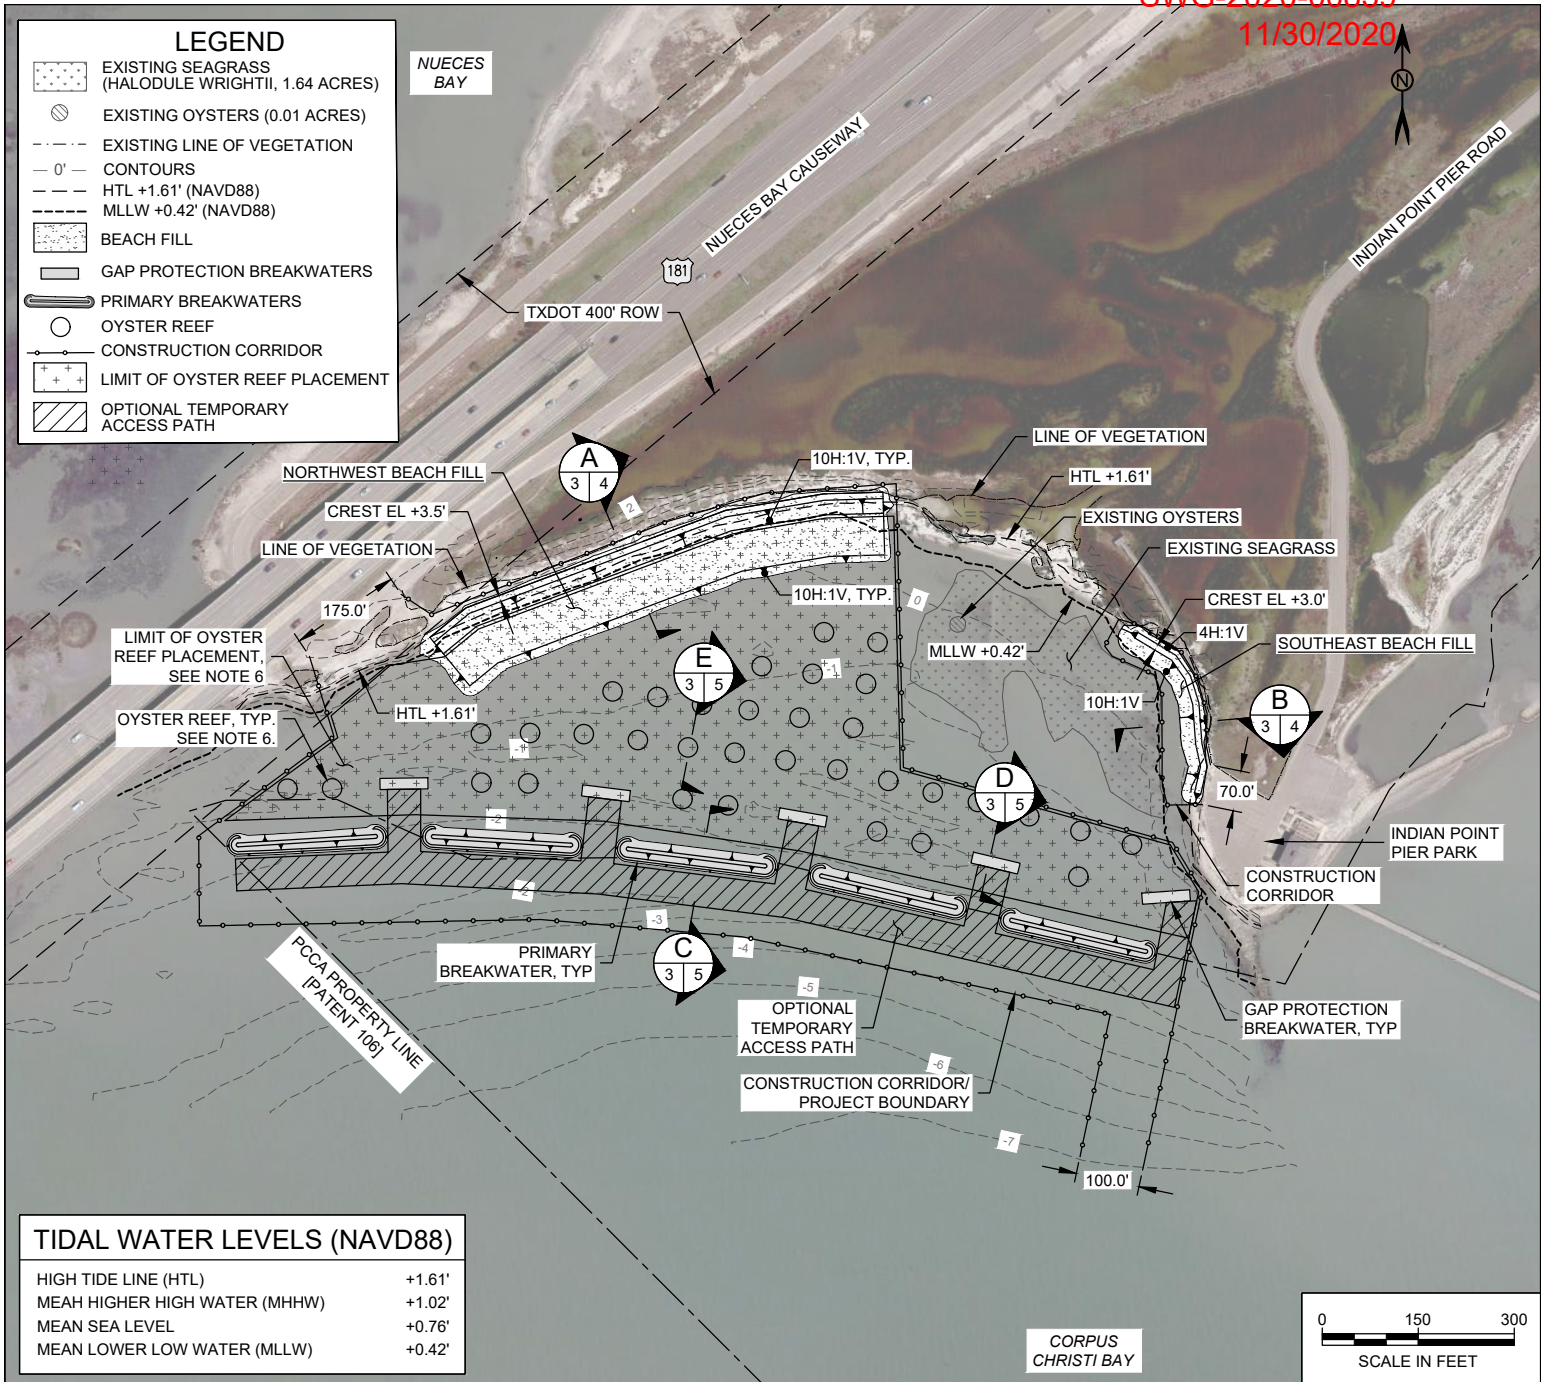 11/30/2020
LEGEND
EXISTING SEAGRASS
(HALODULE WRIGHTII, 1.64 ACRES)
EXISTING OYSTERS (0.01 ACRES)
EXISTING LINE OF VEGETATION
0' CONTOURS
HTL +1.61' (NAVD88)
MLLW +0.42' (NAVD88)
BEACH FILL
GAP PROTECTION BREAKWATERS
PRIMARY BREAKWATERS
OYSTER REEF
CONSTRUCTION CORRIDOR
LIMIT OF OYSTER REEF PLACEMENT
OPTIONAL TEMPORARY
ACCESS PATH
NUECES
BAY
N
NUECES BAY CAUSEWAY
181
INDIAN POINT PIER ROAD
TXDOT 400' ROW
LINE OF VEGETATION
HTL +1.61'
EXISTING OYSTERS
EXISTING SEAGRASS
10H:1V, TYP.
A
3 4
2
NORTHWEST BEACH FILL
CREST EL +3.5'
LINE OF VEGETATION
175.0'
LIMIT OF OYSTER
REEF PLACEMENT,
SEE NOTE 6
OYSTER REEF, TYP.
SEE NOTE 6.
HTL +1.61'
10H:1V, TYP.
0
MLLW +0.42'
CREST EL +3.0'
4H:1V
SOUTHEAST BEACH FILL
10H:1V
B
3 4
E
3 5
-1
-1
D
3 5
70.0'
INDIAN POINT
PIER PARK
CONSTRUCTION
CORRIDOR
-2
-2
-3
-4
-5
-6
-7
PRIMARY
BREAKWATER, TYP
C
3 5
OPTIONAL
TEMPORARY
ACCESS PATH
GAP PROTECTION
BREAKWATER, TYP
CONSTRUCTION CORRIDOR/
PROJECT BOUNDARY
PCCA PROPERTY LINE
[PATENT 106]
100.0'
TIDAL WATER LEVELS (NAVD88)
HIGH TIDE LINE (HTL) +1.61'
MEAH HIGHER HIGH WATER (MHHW) +1.02'
MEAN SEA LEVEL +0.76'
MEAN LOWER LOW WATER (MLLW) +0.42'
CORPUS
CHRISTI BAY
0 150 300
SCALE IN FEET